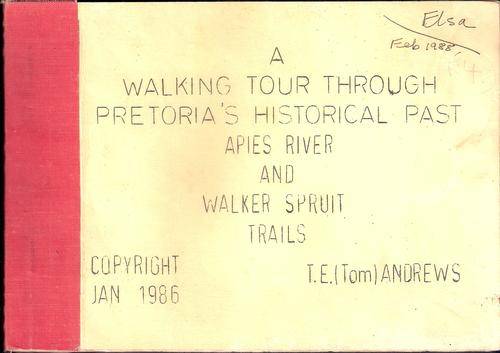 Elsa
Feb 1988
A
WALKING TOUR THROUGH
PRETORIA'S HISTORICAL PAST
APIES RIVER
AND
WALKER SPRUIT
TRAILS
COPYRIGHT
JAN 1986
T.E.(Tom) ANDREWS